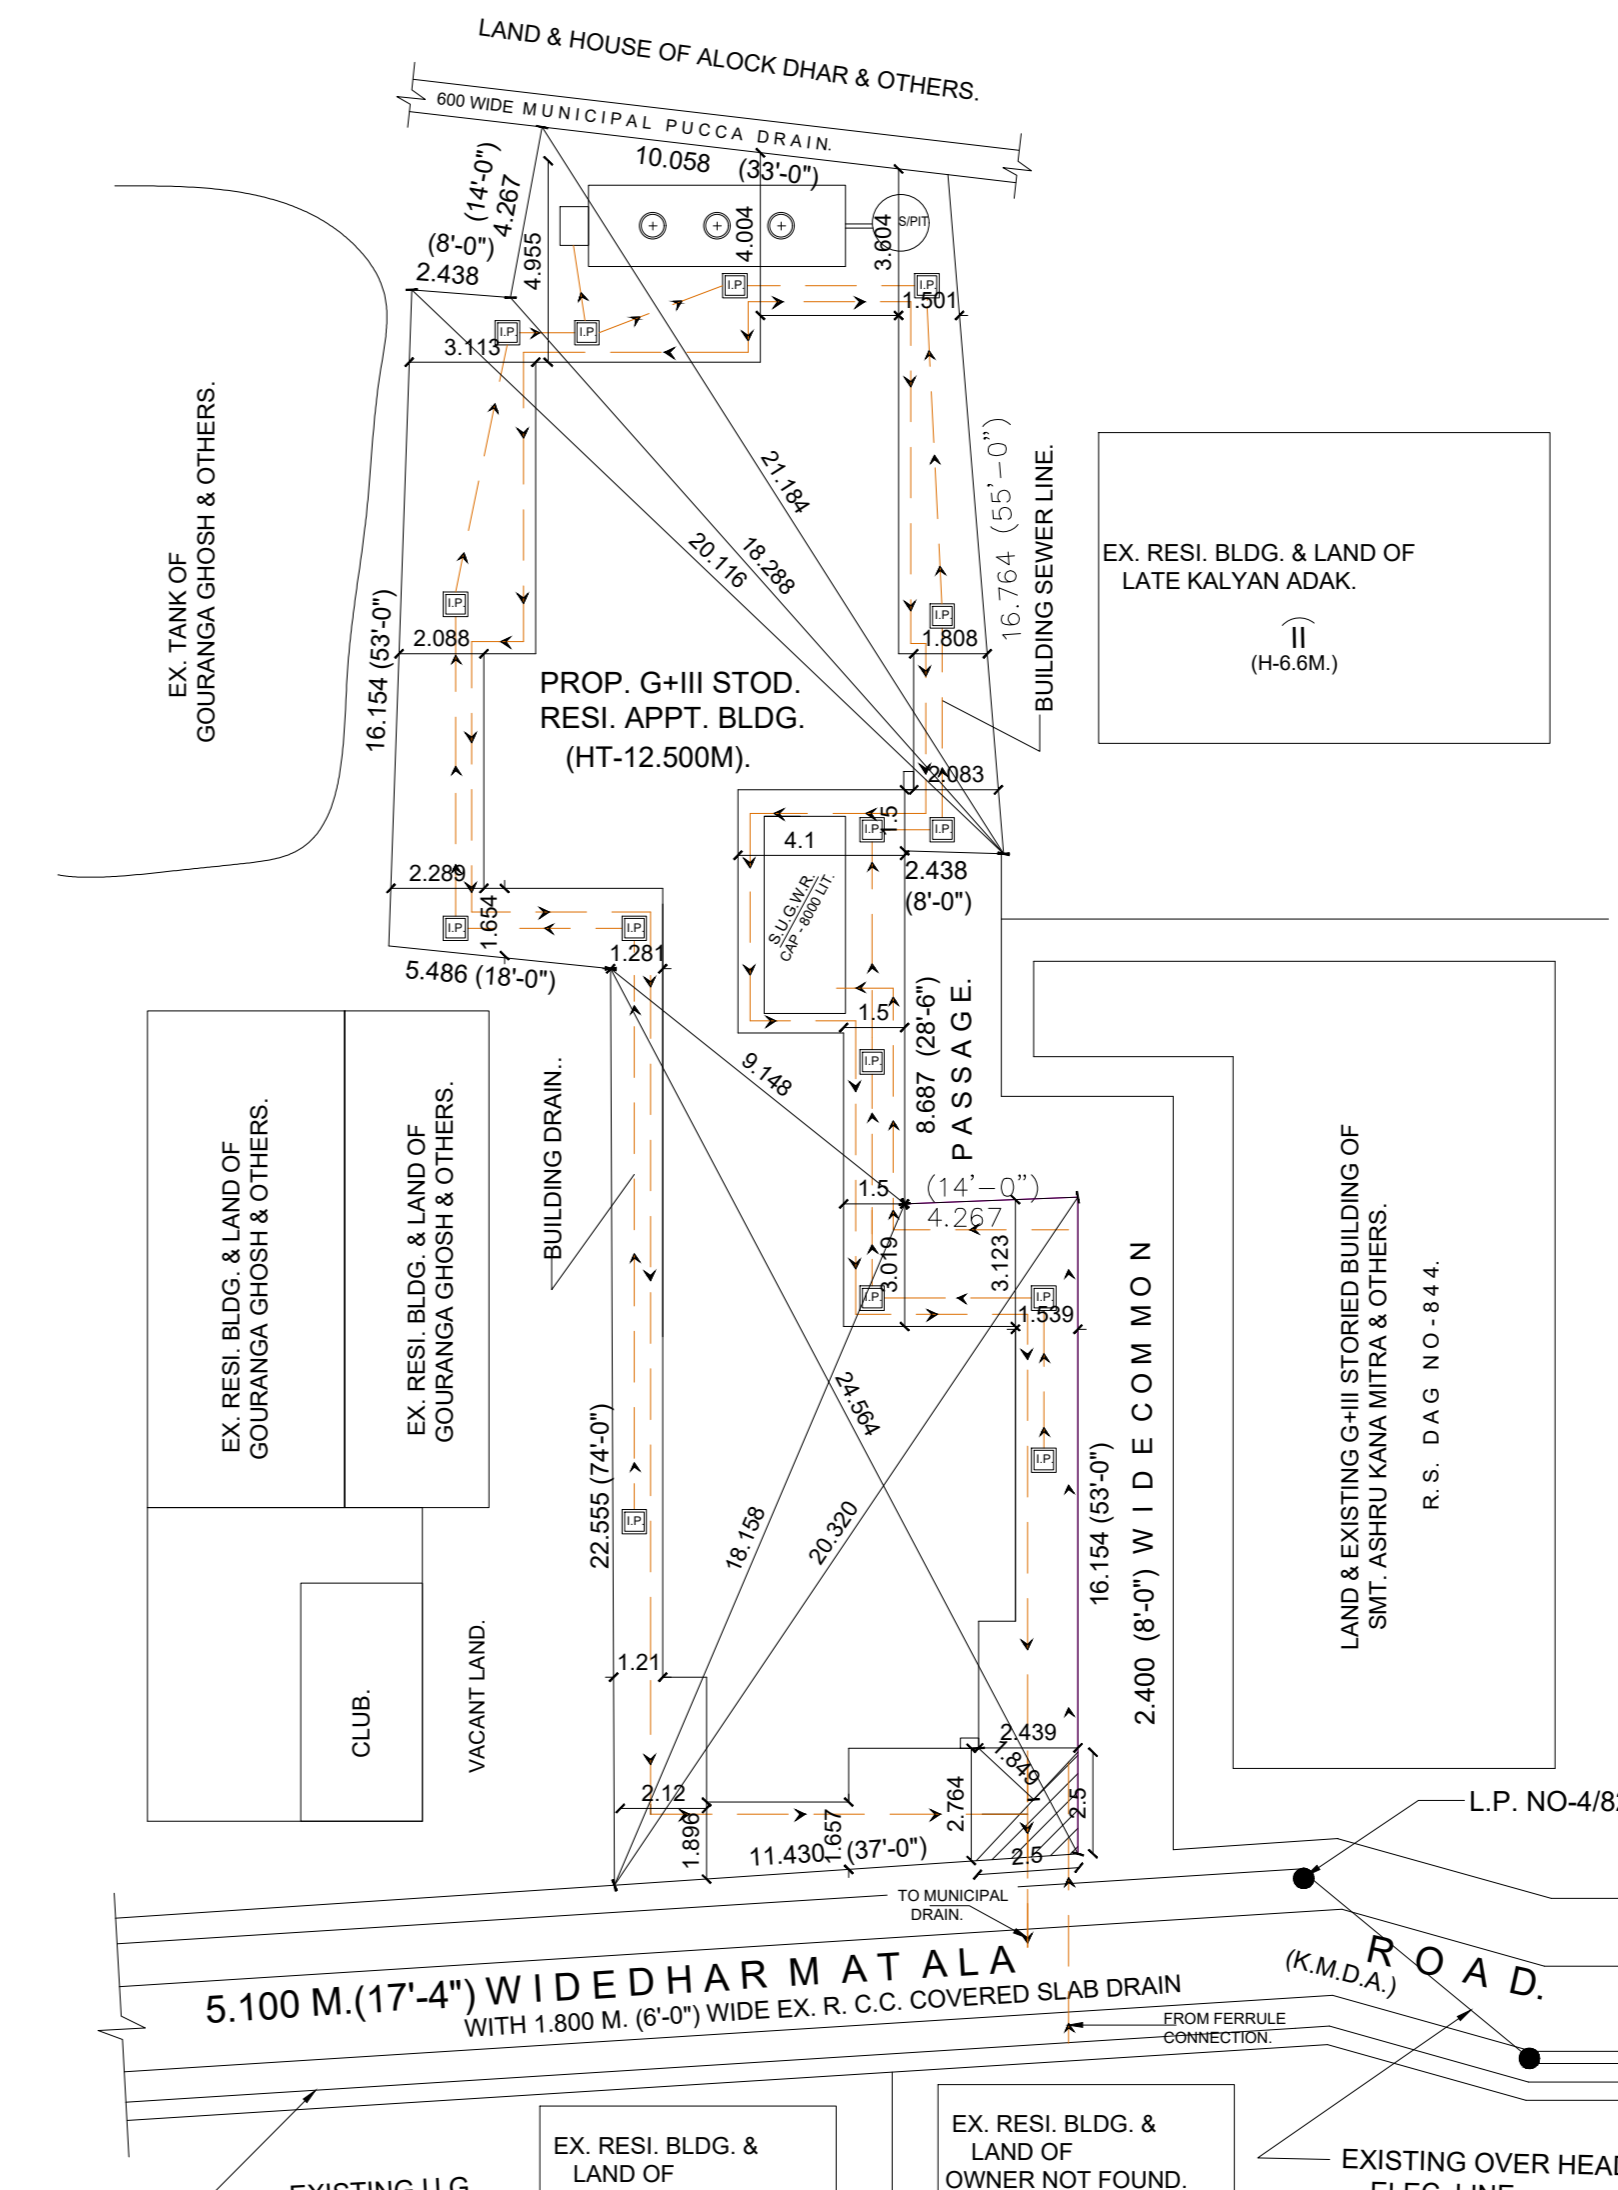 LAND & HOUSE OF ALOCK DHAR & OTHERS.
600 WIDE MUNICIPAL PUCCA DRAIN.
10.058 (33'-0")
(14'-0")
4.267
(8'-0")
2.438
4.955
4.004
3.604
S/PIT
I.P.
I.P.
1.501
I.P.
I.P.
3.113
EX. TANK OF
GOURANGA GHOSH & OTHERS.
21.184
18.288
20.116
16.764 (55'-0")
BUILDING SEWER LINE.
EX. RESI. BLDG. & LAND OF
LATE KALYAN ADAK.
II
(H-6.6M.)
I.P.
I.P.
2.088
1.808
16.154 (53'-0")
PROP. G+III STOD.
RESI. APPT. BLDG.
(HT-12.500M).
2.083
1.5
I.P.
I.P.
4.1
2.438
(8'-0")
S.U.G.W.R.
CAP - 8000 LIT.
2.289
1.654
I.P.
I.P.
1.281
5.486 (18'-0")
1.5
I.P.
9.148
8.687 (28'-6")
PASSAGE.
BUILDING DRAIN..
EX. RESI. BLDG. & LAND OF
GOURANGA GHOSH & OTHERS.
EX. RESI. BLDG. & LAND OF
GOURANGA GHOSH & OTHERS.
1.5
(14'-0")
4.267
3.019
3.123
I.P.
I.P.
1.539
2.400 (8'-0") WIDE COMMON
LAND & EXISTING G+III STORIED BUILDING OF
SMT. ASHRU KANA MITRA & OTHERS.
R.S. DAG NO-844.
24.564
I.P.
16.154 (53'-0")
22.555 (74'-0")
I.P.
18.158
20.320
1.21
CLUB.
VACANT LAND.
2.439
1.849
2.12
1.896
1.657
2.764
2.5
2.5
11.430 (37'-0")
L.P. NO-4/82
TO MUNICIPAL
DRAIN.
5.100 M.(17'-4") WIDEDHARMATALA
ROAD.
(K.M.D.A.)
WITH 1.800 M. (6'-0") WIDE EX. R. C.C. COVERED SLAB DRAIN
FROM FERRULE
CONNECTION.
EX. RESI. BLDG. &
LAND OF
EX. RESI. BLDG. &
LAND OF
OWNER NOT FOUND.
EXISTING OVER HEAD
ELEC. LINE
EXISTING U.G.